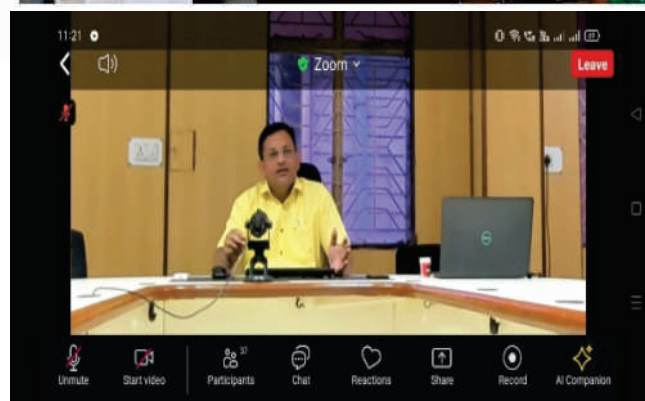 11:21
Zoom
Leave
37
Unmute Start video Participants Chat Reactions Share Record AI Companion